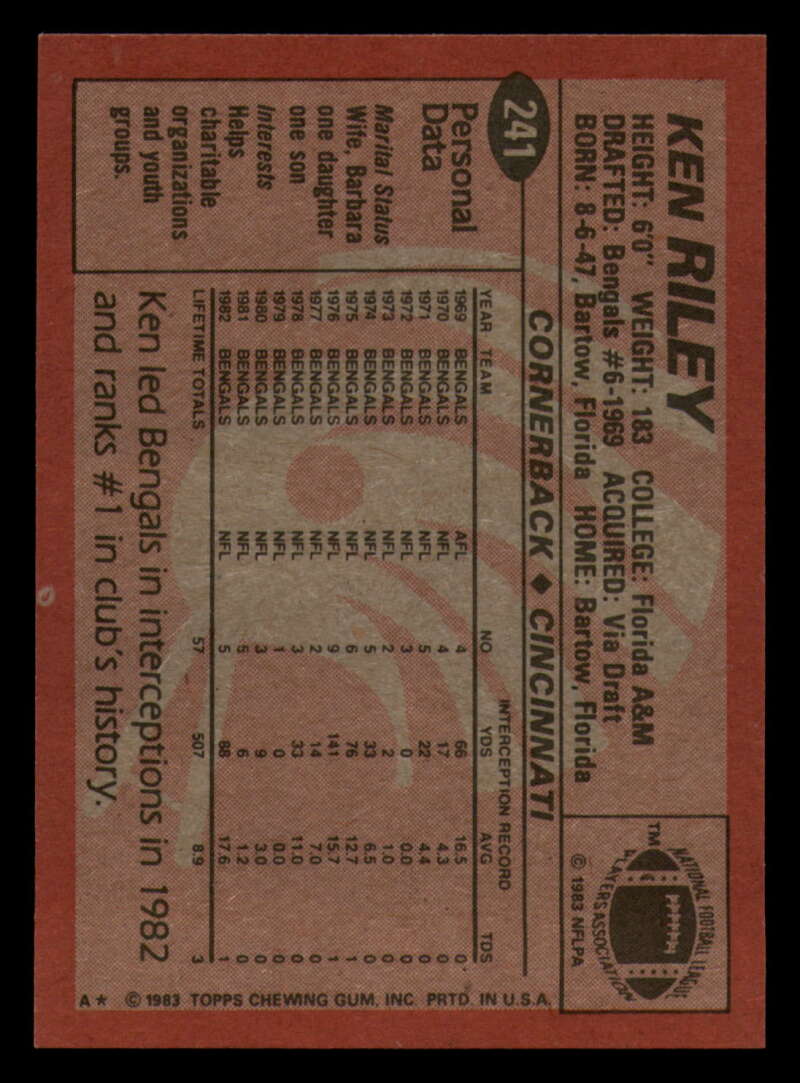 KEN RILEY
HEIGHT: 6'0" WEIGHT: 183 COLLEGE: Florida A&M
DRAFTED: Bengals #6-1969 ACQUIRED: Via Draft
BORN: 8-6-47, Bartow, Florida HOME: Bartow, Florida
NATIONAL FOOTBALL LEAGUE
PLAYERS ASSOCIATION
TM
© 1983 NFLPA
241
CORNERBACK ◆ CINCINNATI
Personal
Data
Marital Status
Wife, Barbara
one daughter
one son
Interests
Helps
charitable
organizations
and youth
groups.
INTERCEPTION RECORD
YEAR TEAM NO YDS AVG TDS
1969 BENGALS AFL 4 66 16.5 0
1970 BENGALS NFL 4 17 4.3 0
1971 BENGALS NFL 5 22 4.4 0
1972 BENGALS NFL 3 0 0.0 0
1973 BENGALS NFL 2 2 1.0 0
1974 BENGALS NFL 5 33 6.5 0
1975 BENGALS NFL 6 76 12.7 1
1976 BENGALS NFL 9 141 15.7 1
1977 BENGALS NFL 2 14 7.0 0
1978 BENGALS NFL 3 33 11.0 0
1979 BENGALS NFL 1 0 0.0 0
1980 BENGALS NFL 3 9 3.0 0
1981 BENGALS NFL 5 6 1.2 0
1982 BENGALS NFL 5 88 17.6 1
LIFETIME TOTALS 57 507 8.9 3
Ken led Bengals in interceptions in 1982
and ranks #1 in club's history.
A* © 1983 TOPPS CHEWING GUM, INC. PRTD. IN U.S.A.